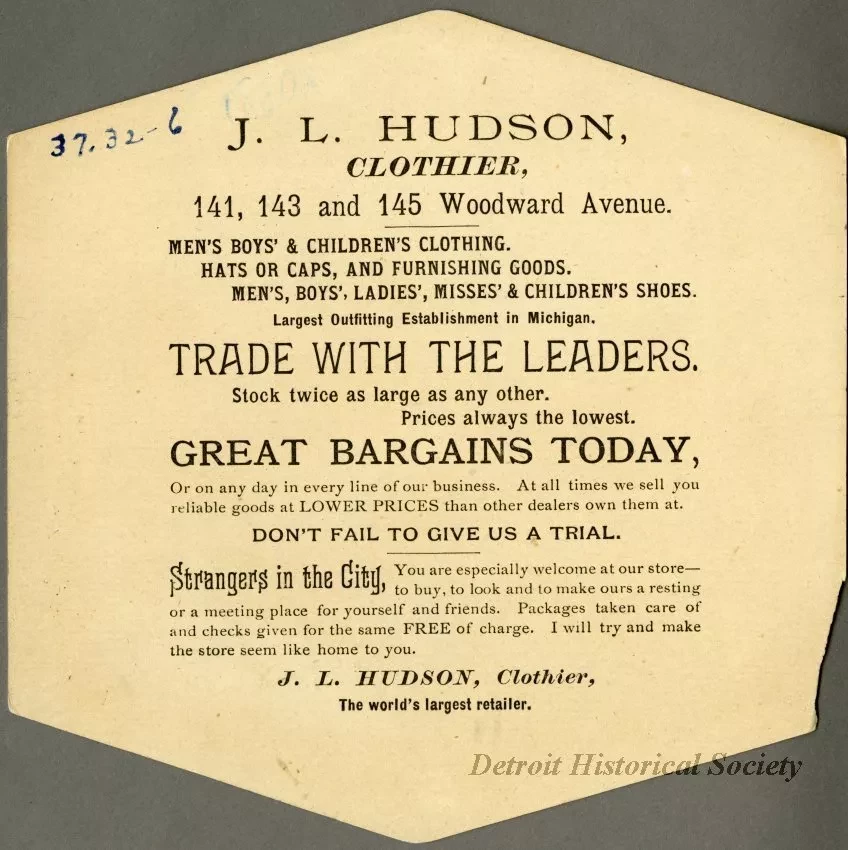 37.32-6
J. L. HUDSON,
CLOTHIER,
141, 143 and 145 Woodward Avenue.
MEN'S BOYS' & CHILDREN'S CLOTHING.
HATS OR CAPS, AND FURNISHING GOODS.
MEN'S, BOYS', LADIES', MISSES' & CHILDREN'S SHOES.
Largest Outfitting Establishment in Michigan.
TRADE WITH THE LEADERS.
Stock twice as large as any other.
Prices always the lowest.
GREAT BARGAINS TODAY,
Or on any day in every line of our business. At all times we sell you
reliable goods at LOWER PRICES than other dealers own them at.
DON'T FAIL TO GIVE US A TRIAL.
Strangers in the City, You are especially welcome at our store—
to buy, to look and to make ours a resting
or a meeting place for yourself and friends. Packages taken care of
and checks given for the same FREE of charge. I will try and make
the store seem like home to you.
J. L. HUDSON, Clothier,
The world's largest retailer.
Detroit Historical Society